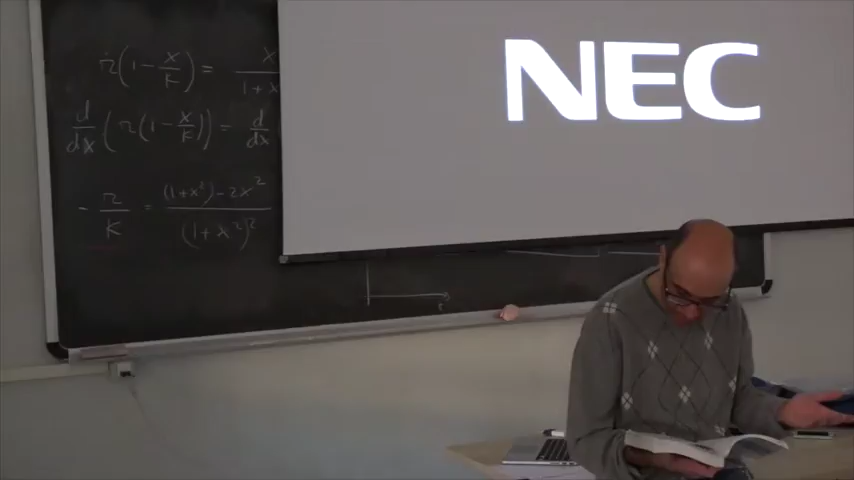 r(1-x/K) = x/1+x
NEC
d/dx (r(1-x/K)) = d/dx
- r/K = (1+x²)-2x²/(1+x²)²